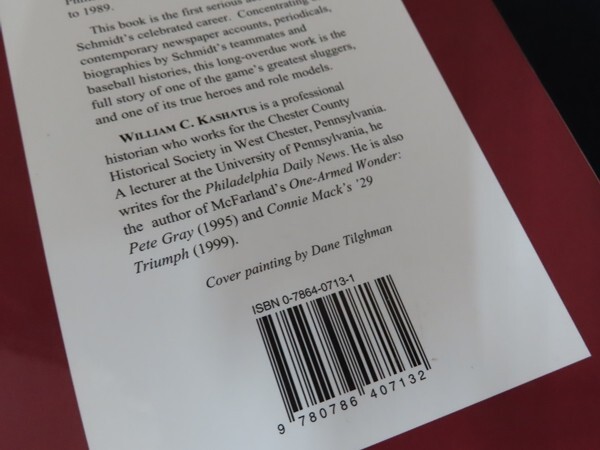 to 1989.
This book is the first serious
Schmidt's celebrated career. Concentrating
contemporary newspaper accounts, periodicals,
biographies by Schmidt's teammates and
baseball histories, this long-overdue work is the
full story of one of the game's greatest sluggers,
and one of its true heroes and role models.
WILLIAM C. KASHATUS is a professional
historian who works for the Chester County
Historical Society in West Chester, Pennsylvania.
A lecturer at the University of Pennsylvania, he
writes for the Philadelphia Daily News. He is also
the author of McFarland's One-Armed Wonder:
Pete Gray (1995) and Connie Mack's '29
Triumph (1999).
Cover painting by Dane Tilghman
ISBN 0-7864-0713-1
9 780786 407132